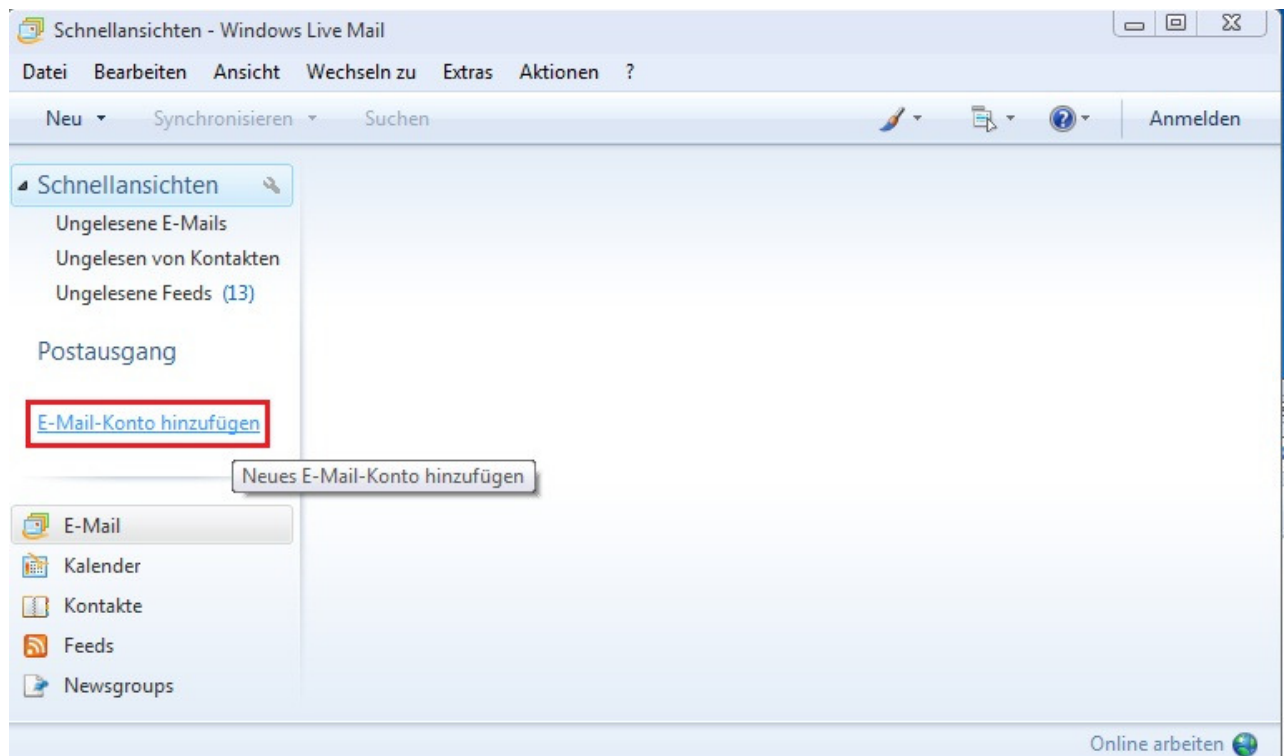 Schnellansichten - Windows Live Mail
Datei Bearbeiten Ansicht Wechseln zu Extras Aktionen ?
Neu Synchronisieren Suchen Anmelden
Schnellansichten
Ungelesene E-Mails
Ungelesen von Kontakten
Ungelesene Feeds (13)
Postausgang
E-Mail-Konto hinzufügen
Neues E-Mail-Konto hinzufügen
E-Mail
Kalender
Kontakte
Feeds
Newsgroups
Online arbeiten